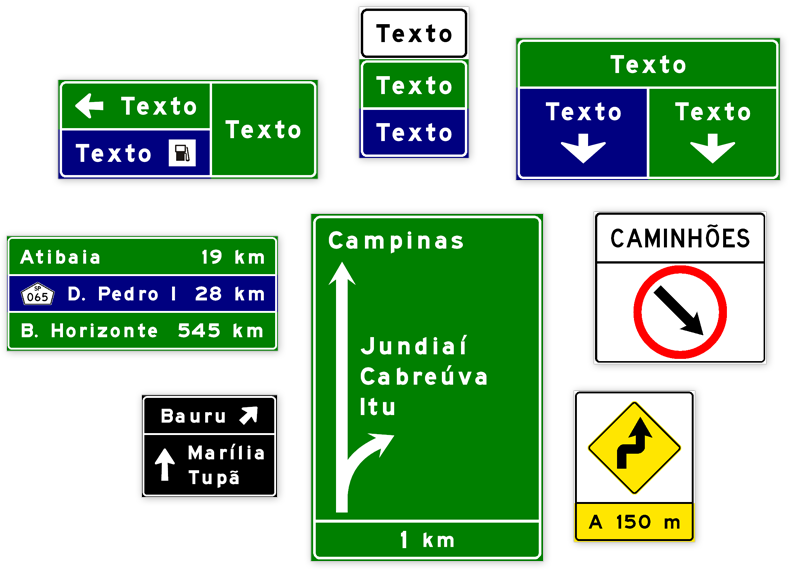 Texto
Texto
Texto
Texto
Texto
Texto
Texto
Texto
Texto
Atibaia 19 km
SP 065 D. Pedro I 28 km
B. Horizonte 545 km
Campinas
Jundiaí
Cabreúva
Itu
1 km
CAMINHÕES
Bauru
Marília
Tupã
A 150 m